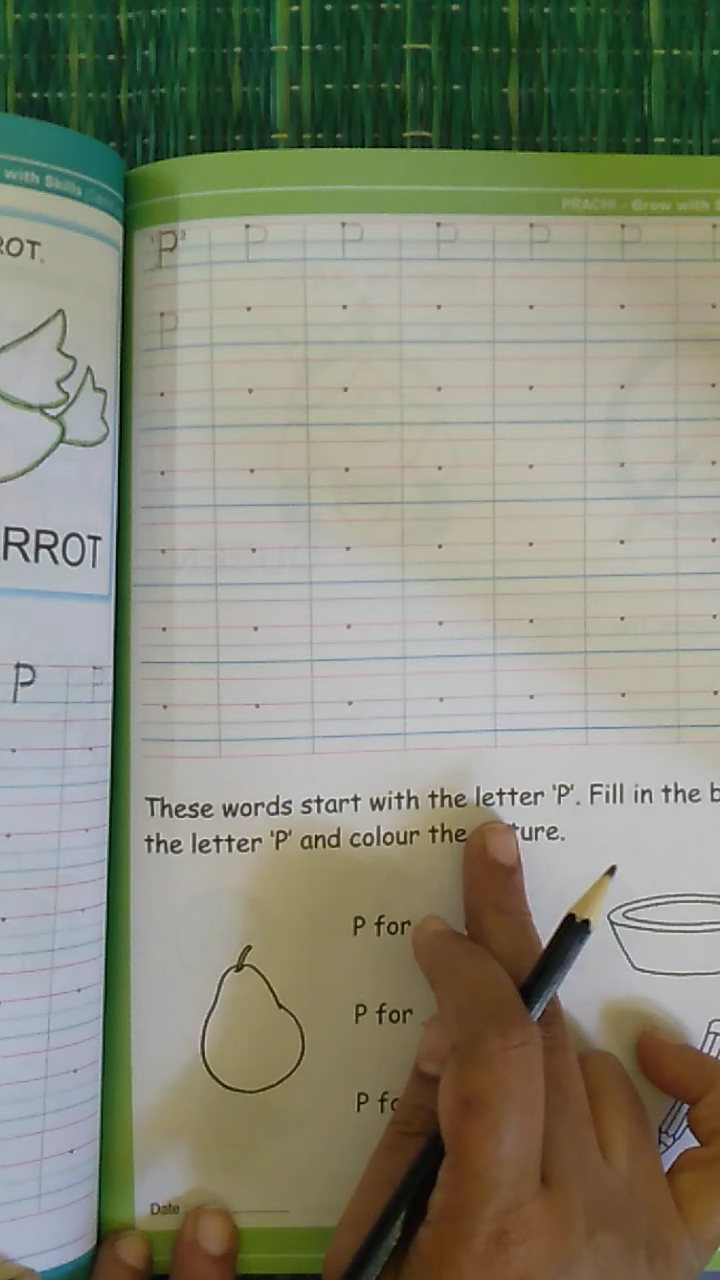 with Skills
ROT.
RROT
P P
PRACHI - Grow with S
P P P P P P
P
These words start with the letter 'P'. Fill in the b
the letter 'P' and colour the ture.
P for
P for
P fo
Date